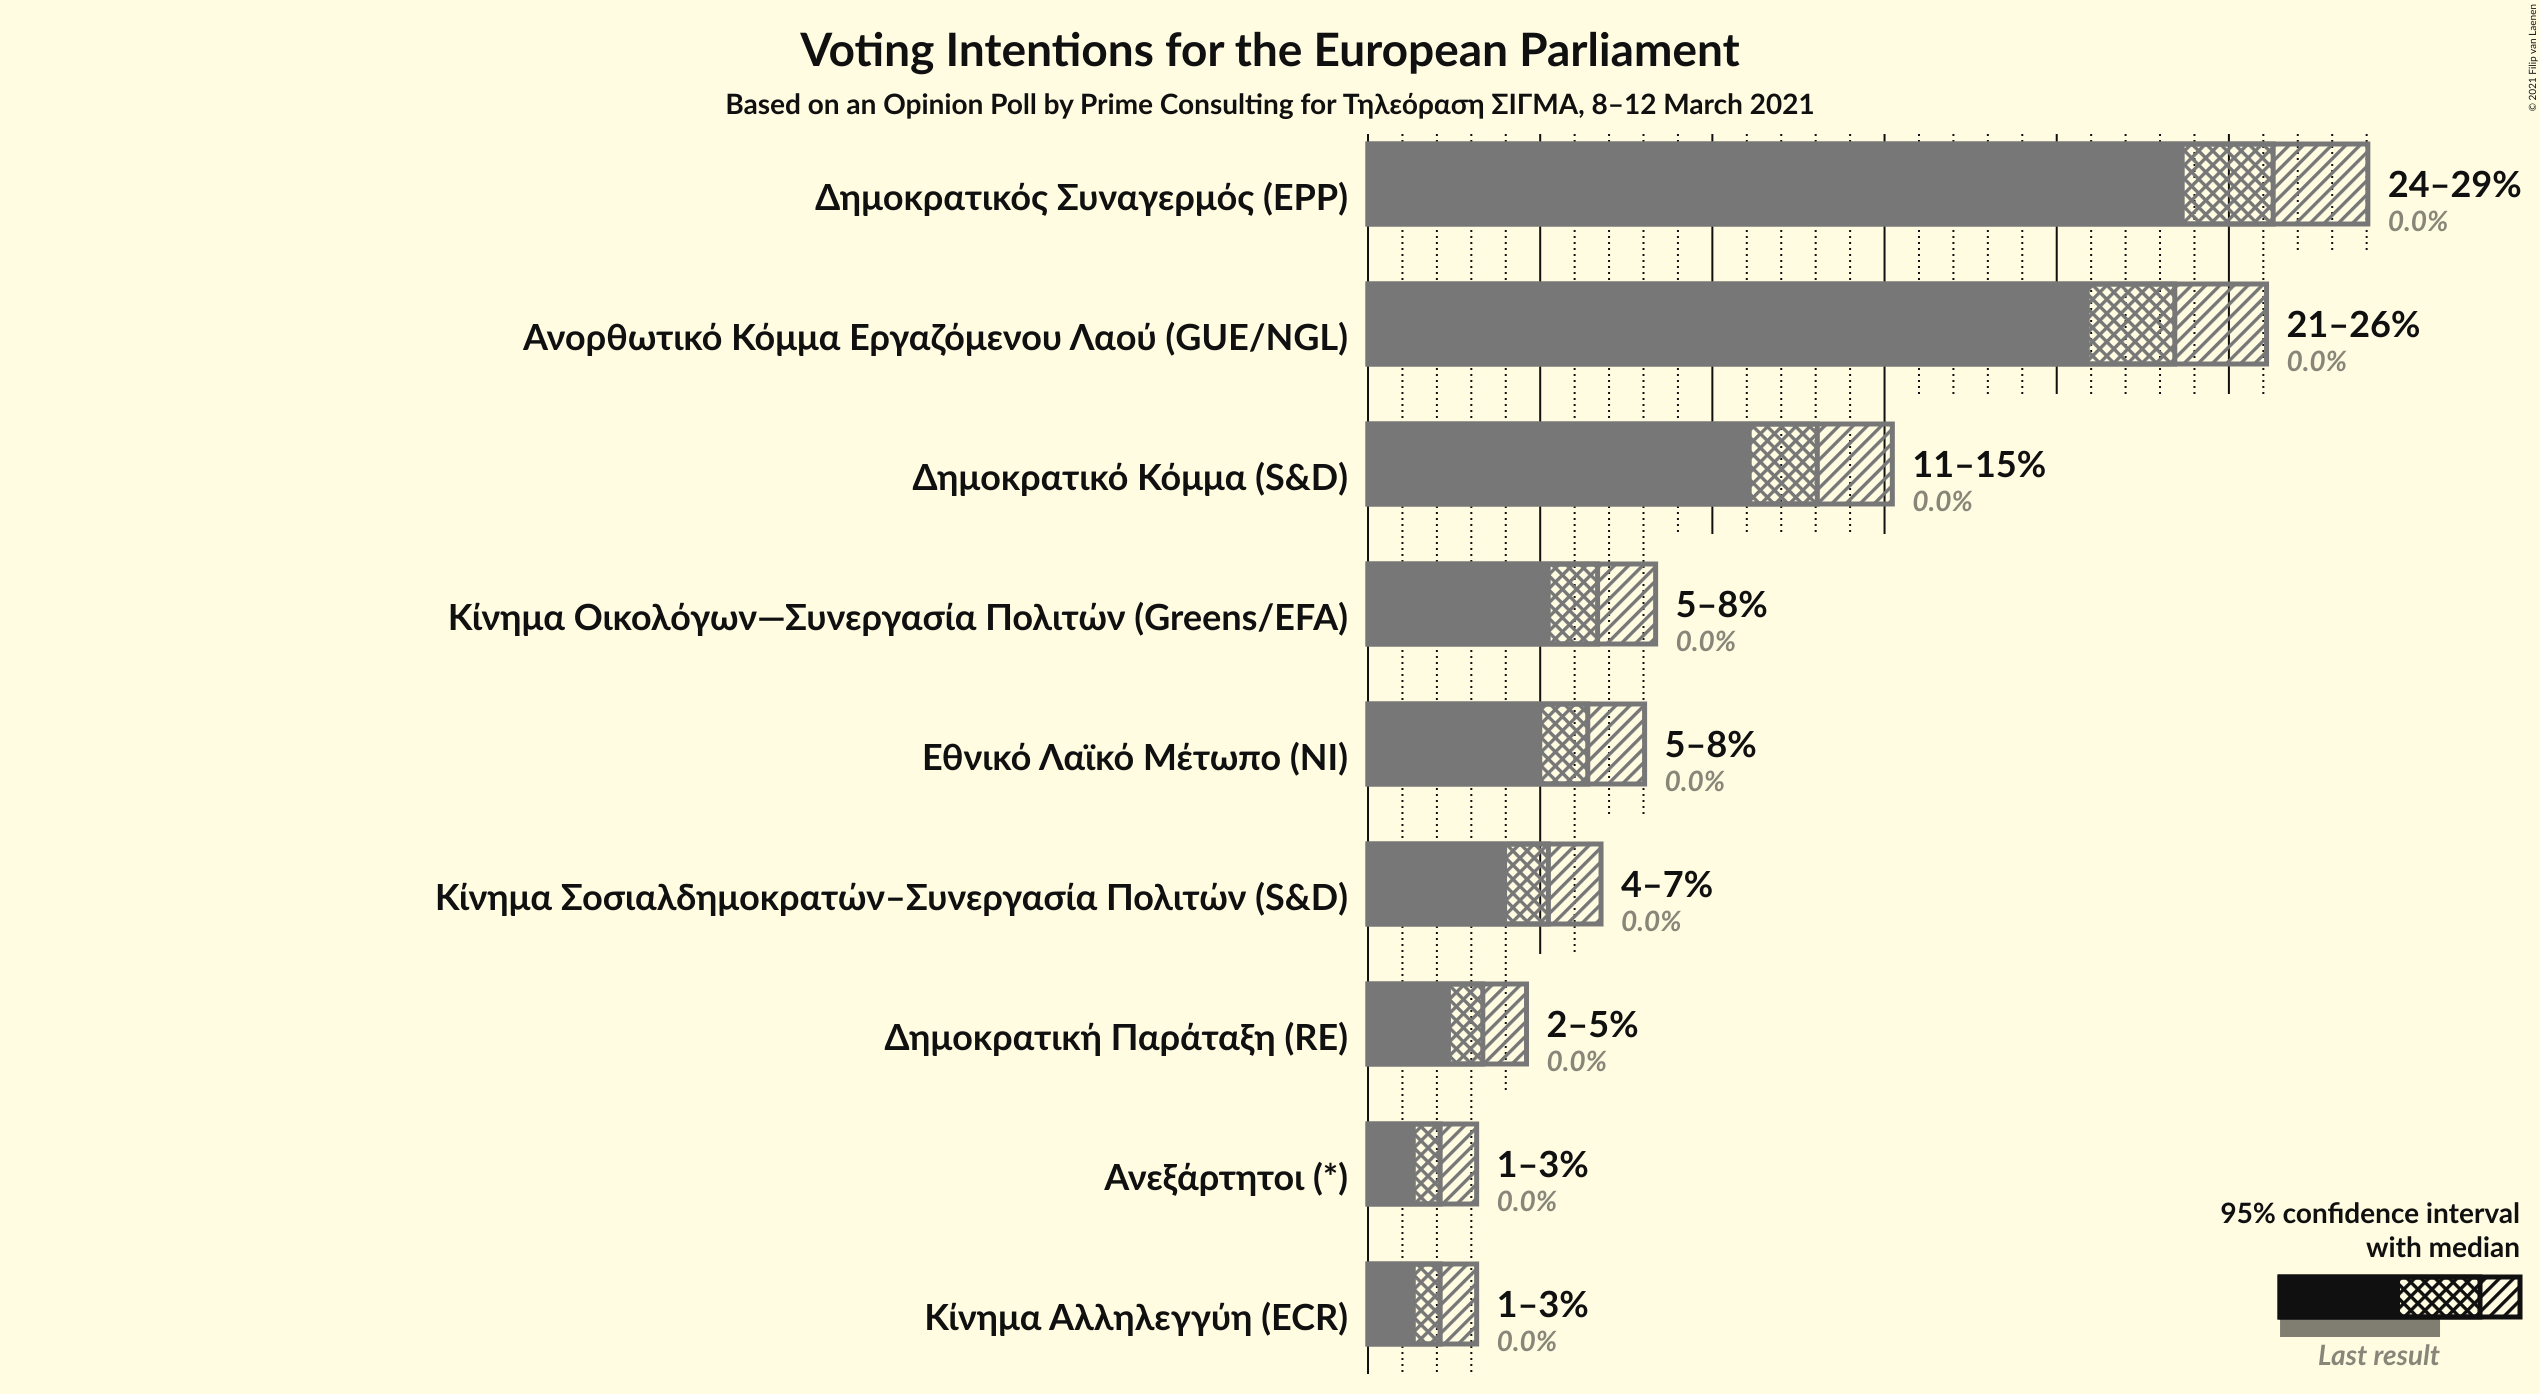 Voting Intentions for the European Parliament
Based on an Opinion Poll by Prime Consulting for Τηλεόραση ΣΙΓΜΑ, 8–12 March 2021
© 2021 Filip van Laenen
Δημοκρατικός Συναγερμός (EPP)
24–29%
0.0%
Ανορθωτικό Κόμμα Εργαζόμενου Λαού (GUE/NGL)
21–26%
0.0%
Δημοκρατικό Κόμμα (S&D)
11–15%
0.0%
Κίνημα Οικολόγων—Συνεργασία Πολιτών (Greens/EFA)
5–8%
0.0%
Εθνικό Λαϊκό Μέτωπο (NI)
5–8%
0.0%
Κίνημα Σοσιαλδημοκρατών–Συνεργασία Πολιτών (S&D)
4–7%
0.0%
Δημοκρατική Παράταξη (RE)
2–5%
0.0%
Ανεξάρτητοι (*)
1–3%
0.0%
Κίνημα Αλληλεγγύη (ECR)
1–3%
0.0%
95% confidence interval
with median
Last result